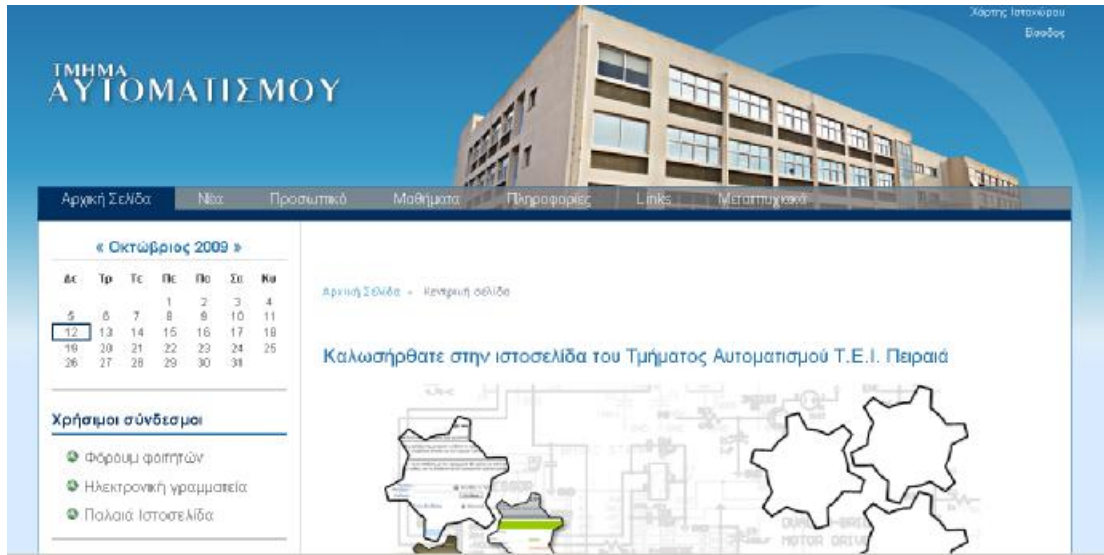 Χάρτης Ιστοχώρου
Είσοδος
ΤΜΗΜΑ
ΑΥΤΟΜΑΤΙΣΜΟΥ
Αρχική Σελίδα Νέα Προσωπικό Μαθήματα Πληροφορίες Links Μεταπτυχιακά
« Οκτώβριος 2009 »
Δε Τρ Τε Πε Πα Σα Κυ
1 2 3 4
5 6 7 8 9 10 11
12 13 14 15 16 17 18
19 20 21 22 23 24 25
26 27 28 29 30 31
Αρχική Σελίδα Κεντρική σελίδα
Καλωσήρθατε στην ιστοσελίδα του Τμήματος Αυτοματισμού Τ.Ε.Ι. Πειραιά
Χρήσιμοι σύνδεσμοι
Φόρουμ φοιτητών
Ηλεκτρονική γραμματεία
Παλαιά Ιστοσελίδα
MOTOR